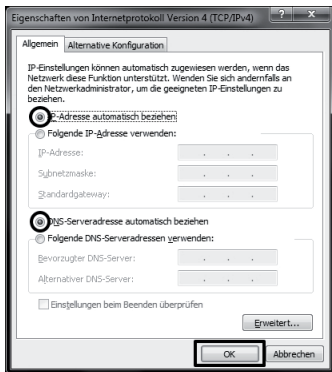 Eigenschaften von Internetprotokoll Version 4 (TCP/IPv4)
Allgemein Alternative Konfiguration
IP-Einstellungen können automatisch zugewiesen werden, wenn das
Netzwerk diese Funktion unterstützt. Wenden Sie sich andernfalls an
den Netzwerkadministrator, um die geeigneten IP-Einstellungen zu
beziehen.
IP-Adresse automatisch beziehen
Folgende IP-Adresse verwenden:
IP-Adresse:
Subnetzmaske:
Standardgateway:
DNS-Serveradresse automatisch beziehen
Folgende DNS-Serveradressen verwenden:
Bevorzugter DNS-Server:
Alternativer DNS-Server:
Einstellungen beim Beenden überprüfen
Erweitert...
OK Abbrechen